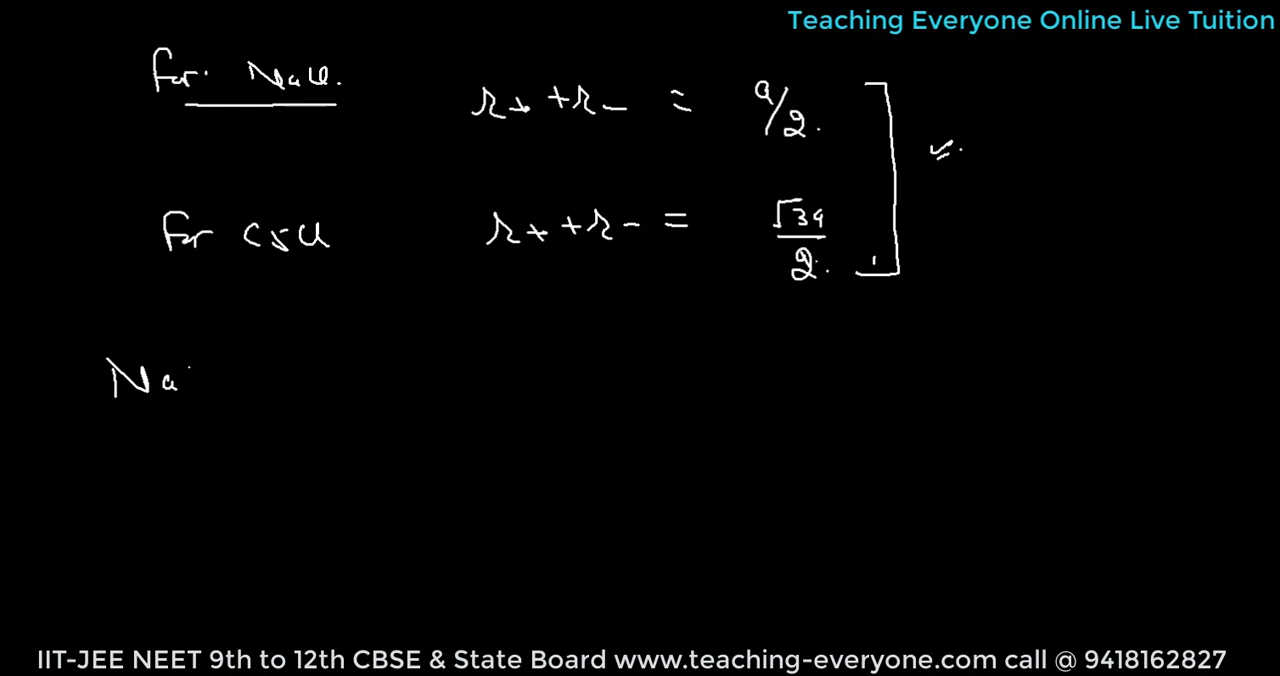 Teaching Everyone Online Live Tuition
For NaCl. r+ + r- = a/2.
For CsCl r+ + r- = √3a/2.
Na
IIT-JEE NEET 9th to 12th CBSE & State Board www.teaching-everyone.com call @ 9418162827